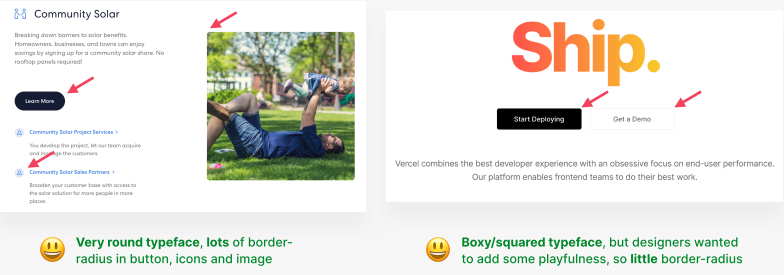 Community Solar
Breaking down barriers to solar benefits.
Homeowners, businesses, and towns can enjoy
savings by signing up for a community solar share. No
rooftop panels required!
Learn More
Community Solar Project Services >
You develop the project, let our team acquire
and manage the customers.
Community Solar Sales Partners >
Broaden your customer base with access to
the solar solution for more people in more
places.
Very round typeface, lots of border-
radius in button, icons and image
Ship.
Start Deploying
Get a Demo
Vercel combines the best developer experience with an obsessive focus on end-user performance.
Our platform enables frontend teams to do their best work.
Boxy/squared typeface, but designers wanted
to add some playfulness, so little border-radius